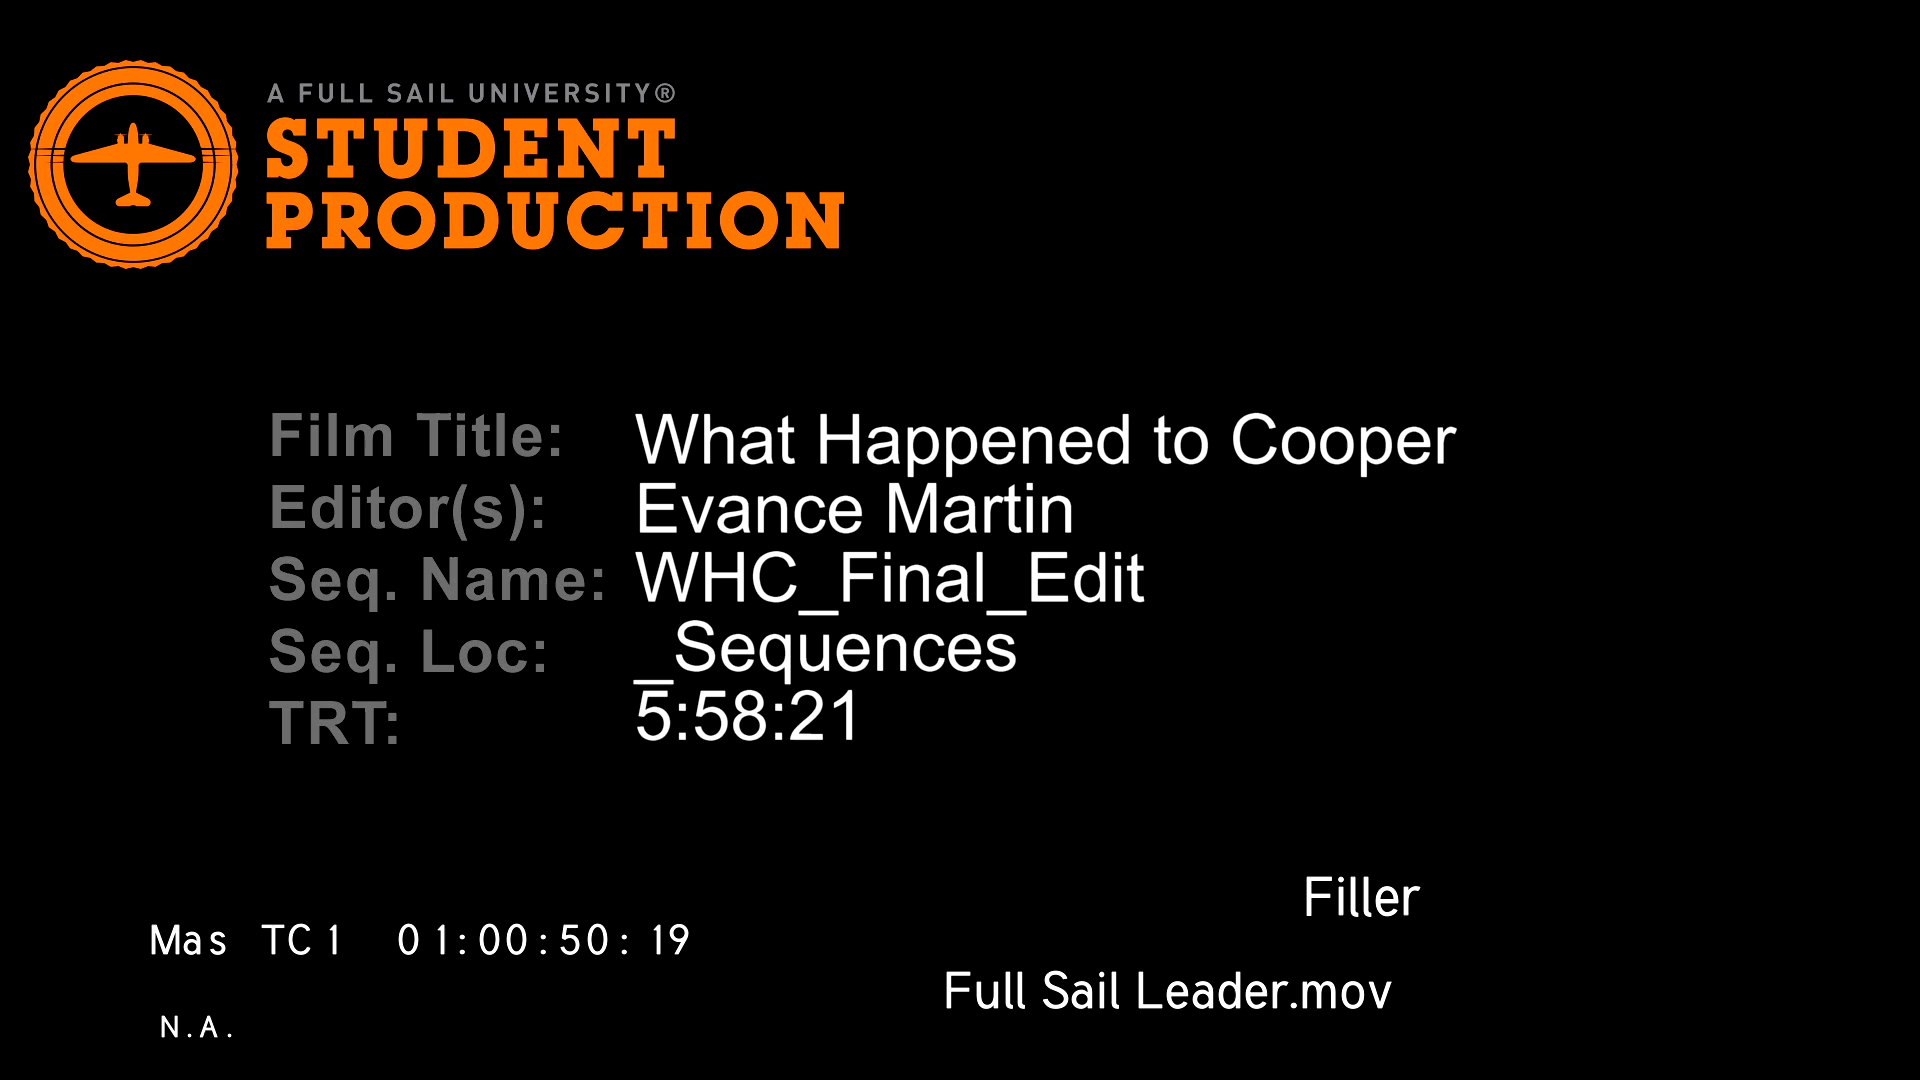 A FULL SAIL UNIVERSITY®
STUDENT
PRODUCTION
Film Title: What Happened to Cooper
Editor(s): Evance Martin
Seq. Name: WHC_Final_Edit
Seq. Loc: _Sequences
TRT: 5:58:21
Filler
Mas TC1 01:00:50:19
Full Sail Leader.mov
N.A.